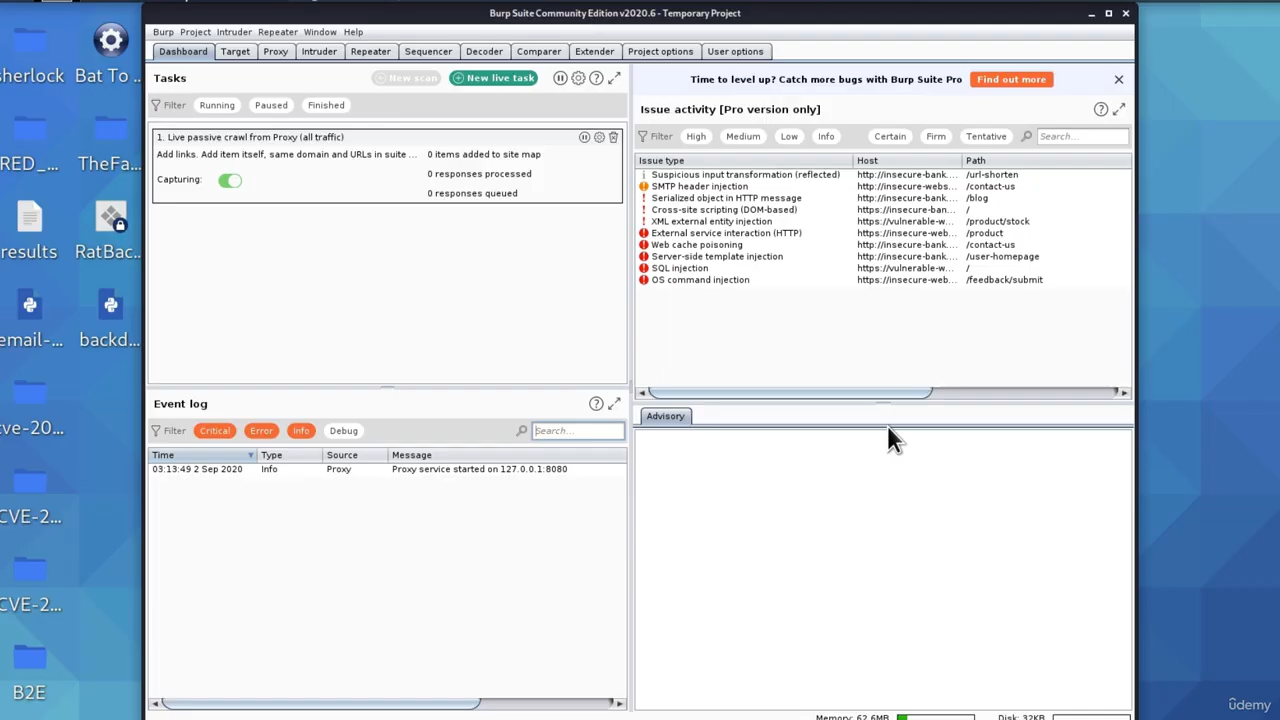 Burp Suite Community Edition v2020.6 - Temporary Project
Burp Project Intruder Repeater Window Help
Dashboard Target Proxy Intruder Repeater Sequencer Decoder Comparer Extender Project options User options
Tasks
New scan
New live task
Filter Running Paused Finished
1. Live passive crawl from Proxy (all traffic)
Add links. Add item itself, same domain and URLs in suite ... 0 items added to site map
0 responses processed
Capturing:
0 responses queued
Time to level up? Catch more bugs with Burp Suite Pro Find out more
Issue activity [Pro version only]
Filter High Medium Low Info Certain Firm Tentative Search...
Issue type Host Path
Suspicious input transformation (reflected) http://insecure-bank.... /url-shorten
SMTP header injection http://insecure-webs... /contact-us
Serialized object in HTTP message http://insecure-bank.... /blog
Cross-site scripting (DOM-based) https://insecure-ban... /
XML external entity injection https://vulnerable-w... /product/stock
External service interaction (HTTP) https://insecure-web... /product
Web cache poisoning http://insecure-bank.... /contact-us
Server-side template injection http://insecure-bank.... /user-homepage
SQL injection https://vulnerable-w... /
OS command injection https://insecure-web... /feedback/submit
Event log
Filter Critical Error Info Debug Search...
Time Type Source Message
03:13:49 2 Sep 2020 Info Proxy Proxy service started on 127.0.0.1:8080
Advisory
Memory: 62.6MB Disk: 32KB
sherlock Bat To ...
RED_... TheFa...
results RatBac...
email-... backd...
cve-20...
CVE-2...
CVE-2...
B2E
ûdemy